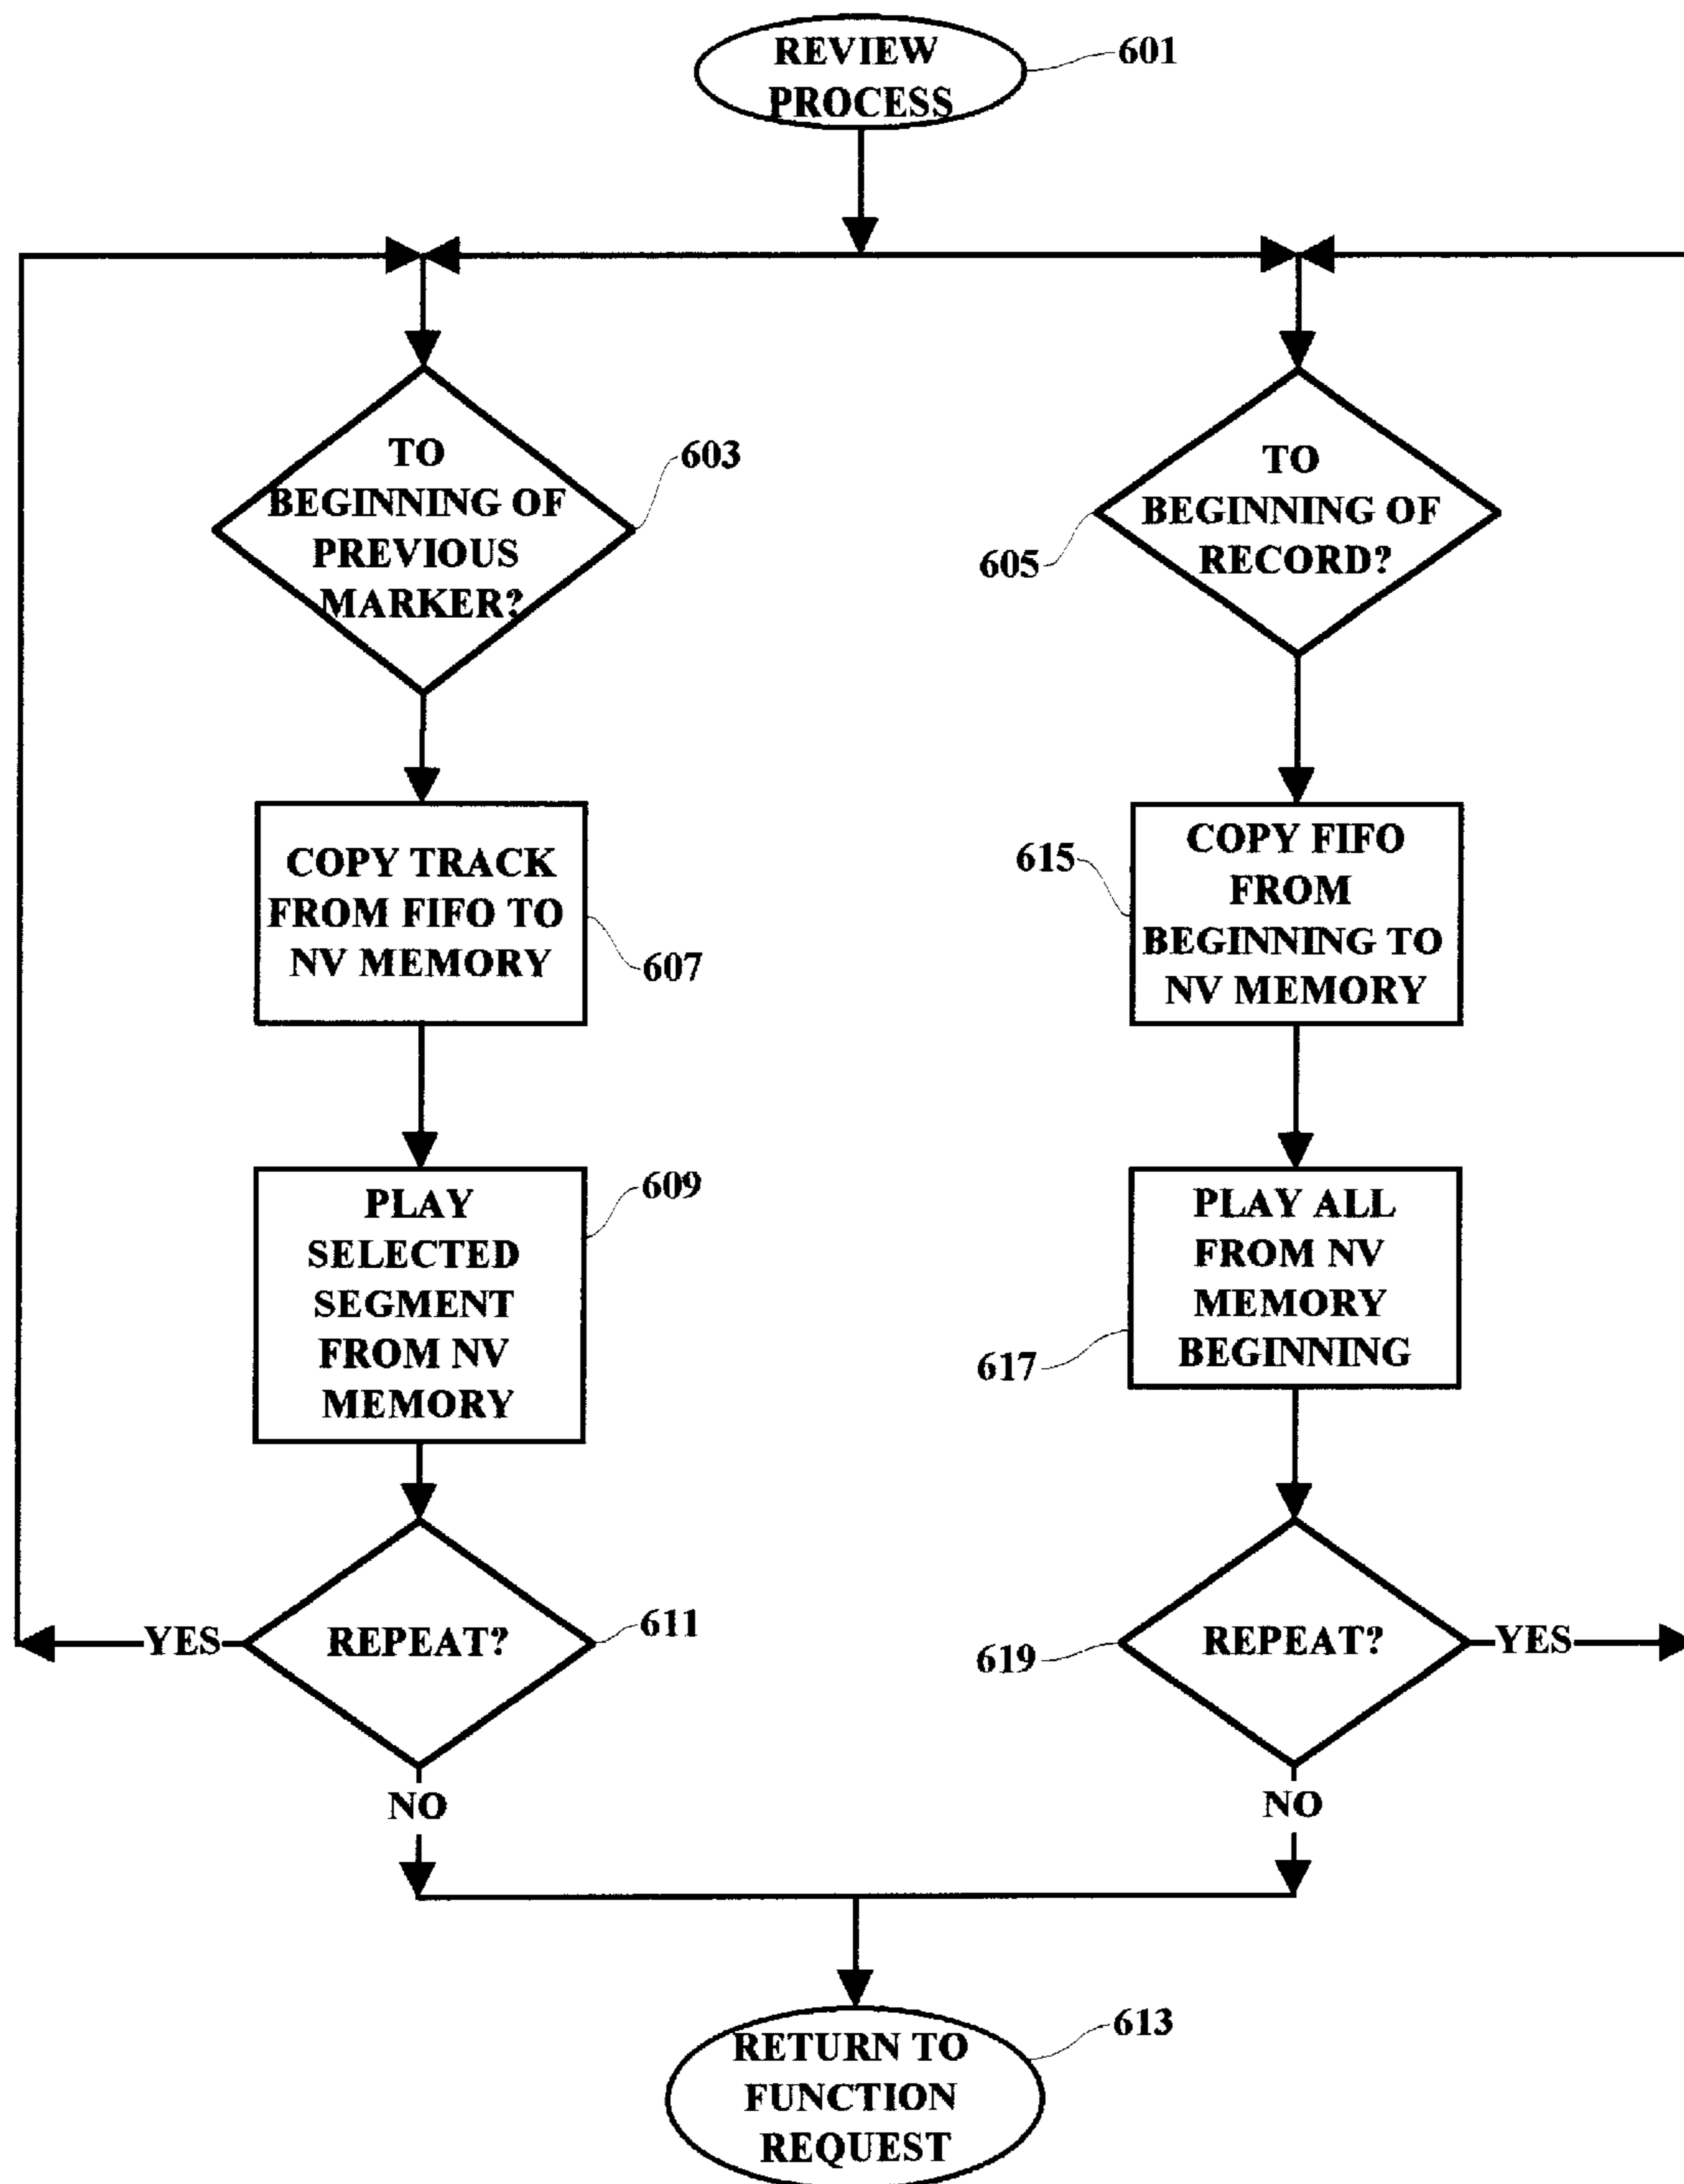 REVIEW
PROCESS
601
TO
BEGINNING OF
PREVIOUS
MARKER?
603
TO
BEGINNING OF
RECORD?
605
COPY TRACK
FROM FIFO TO
NV MEMORY
607
COPY FIFO
FROM
BEGINNING TO
NV MEMORY
615
PLAY
SELECTED
SEGMENT
FROM NV
MEMORY
609
PLAY ALL
FROM NV
MEMORY
BEGINNING
617
YES
REPEAT?
611
NO
REPEAT?
619
YES
NO
RETURN TO
FUNCTION
REQUEST
613